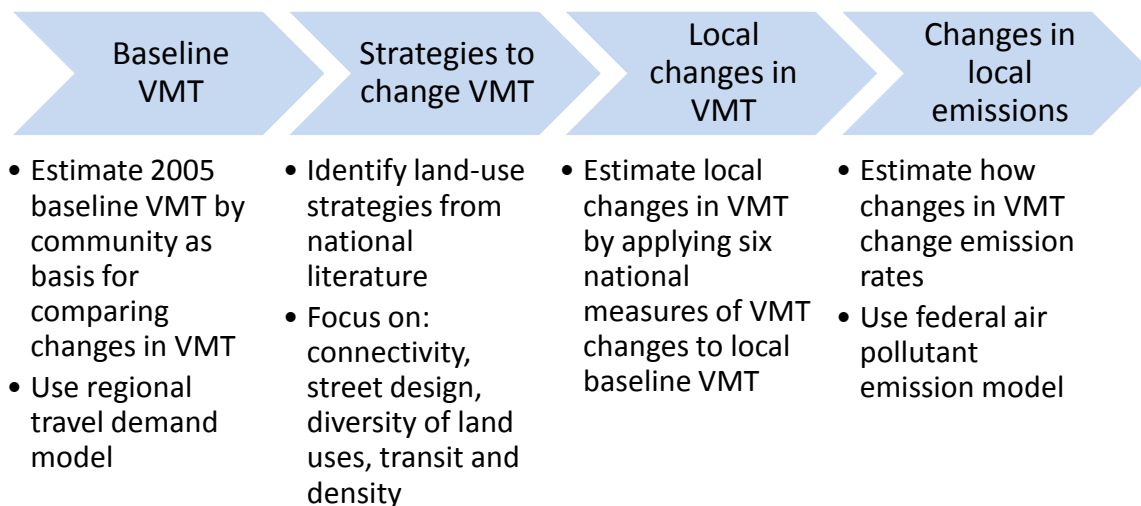 Baseline
VMT
• Estimate 2005
baseline VMT by
community as
basis for
comparing
changes in VMT
• Use regional
travel demand
model
Strategies to
change VMT
• Identify land-use
strategies from
national
literature
• Focus on:
connectivity,
street design,
diversity of land
uses, transit and
density
Local
changes in
VMT
• Estimate local
changes in VMT
by applying six
national
measures of VMT
changes to local
baseline VMT
Changes in
local
emissions
• Estimate how
changes in VMT
change emission
rates
• Use federal air
pollutant
emission model